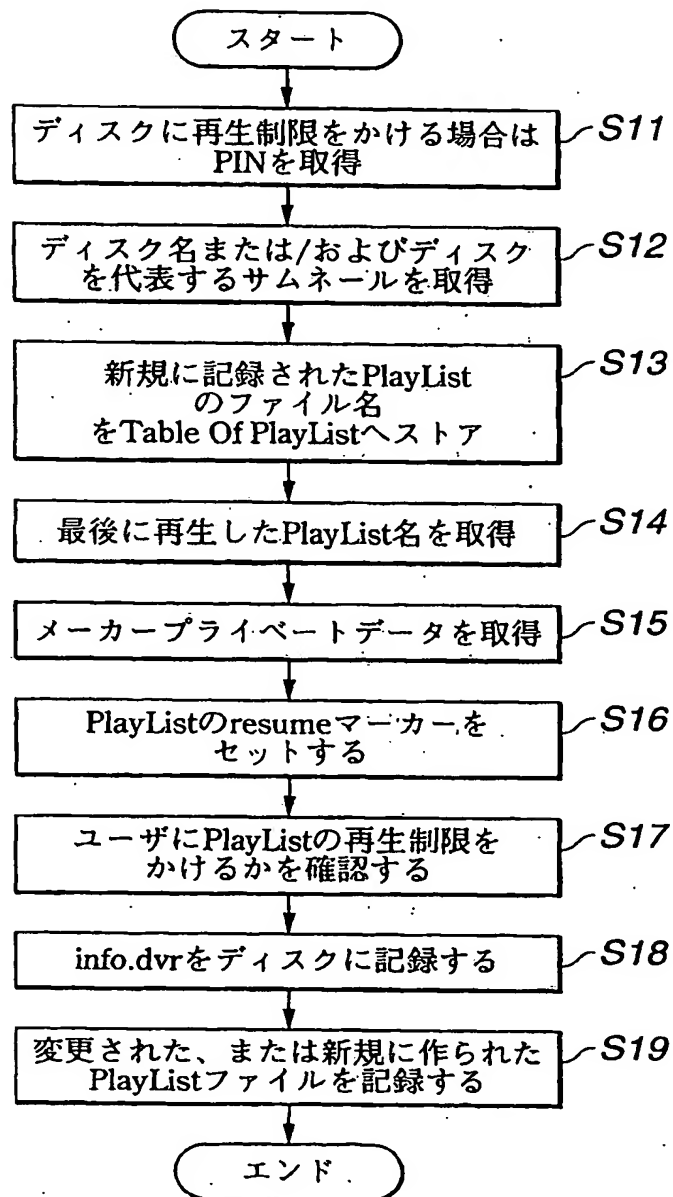 スタート
ディスクに再生制限をかける場合は
PINを取得
S11
ディスク名または/およびディスク
を代表するサムネールを取得
S12
新規に記録されたPlayList
のファイル名
をTable Of PlayListへストア
S13
最後に再生したPlayList名を取得
S14
メーカープライベートデータを取得
S15
PlayListのresumeマーカーを
セットする
S16
ユーザにPlayListの再生制限を
かけるかを確認する
S17
info.dvrをディスクに記録する
S18
変更された、または新規に作られた
PlayListファイルを記録する
S19
エンド